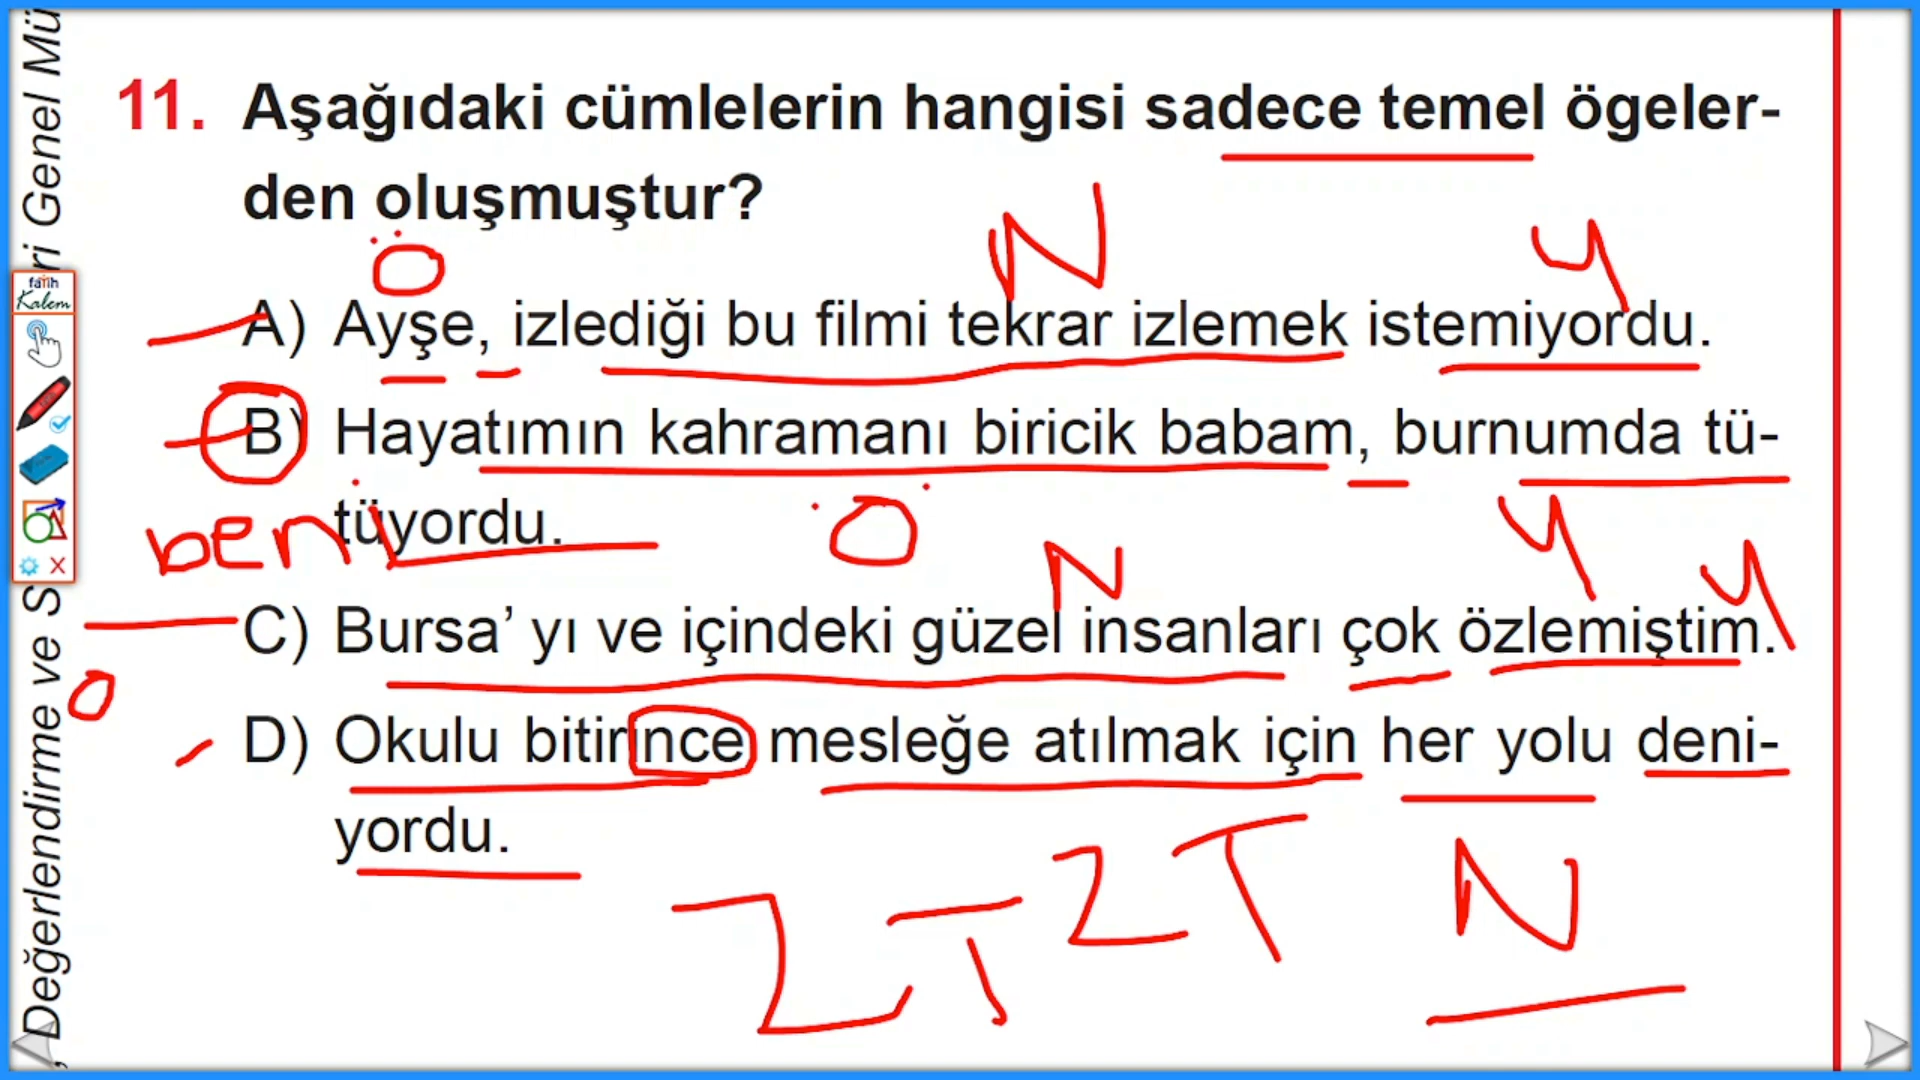 11. Aşağıdaki cümlelerin hangisi sadece temel ögeler-
den oluşmuştur?
Ö N Y
A) Ayşe, izlediği bu filmi tekrar izlemek istemiyordu.
B) Hayatımın kahramanı biricik babam, burnumda tü-
tüyordu.
ben Ö Y
N Y
C) Bursa’ yı ve içindeki güzel insanları çok özlemiştim.
D) Okulu bitirince mesleğe atılmak için her yolu deni-
yordu.
ZT ZT N
, Değerlendirme ve S
ri Genel Mü
fatih
Kalem